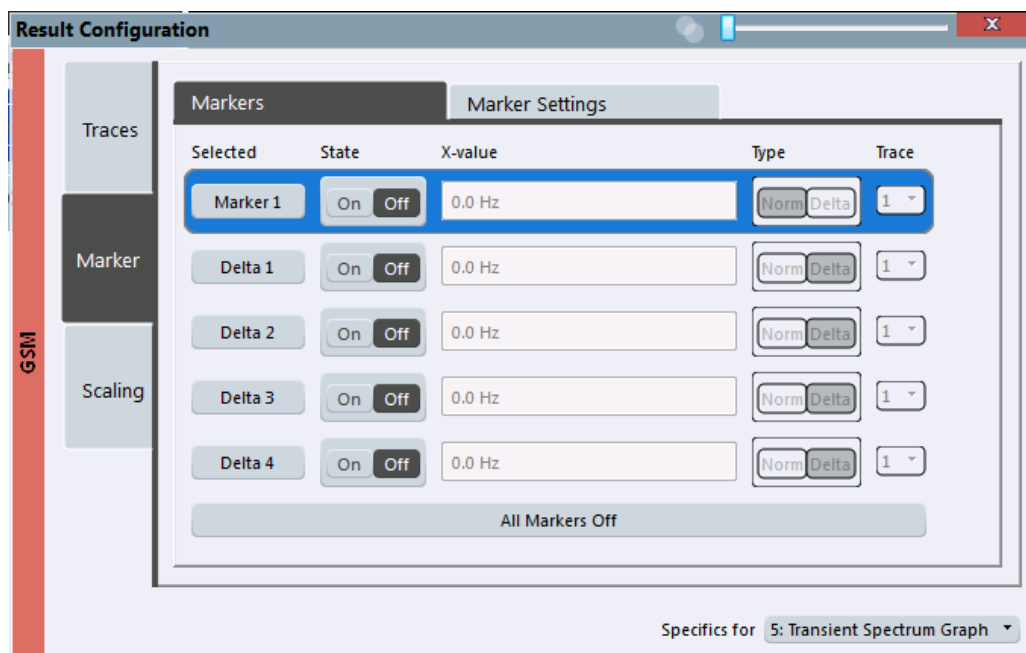 Result Configuration
X
GSM
Traces
Marker
Scaling
Markers Marker Settings
Selected State X-value Type Trace
Marker 1 On Off 0.0 Hz Norm Delta 1
Delta 1 On Off 0.0 Hz Norm Delta 1
Delta 2 On Off 0.0 Hz Norm Delta 1
Delta 3 On Off 0.0 Hz Norm Delta 1
Delta 4 On Off 0.0 Hz Norm Delta 1
All Markers Off
Specifics for 5: Transient Spectrum Graph